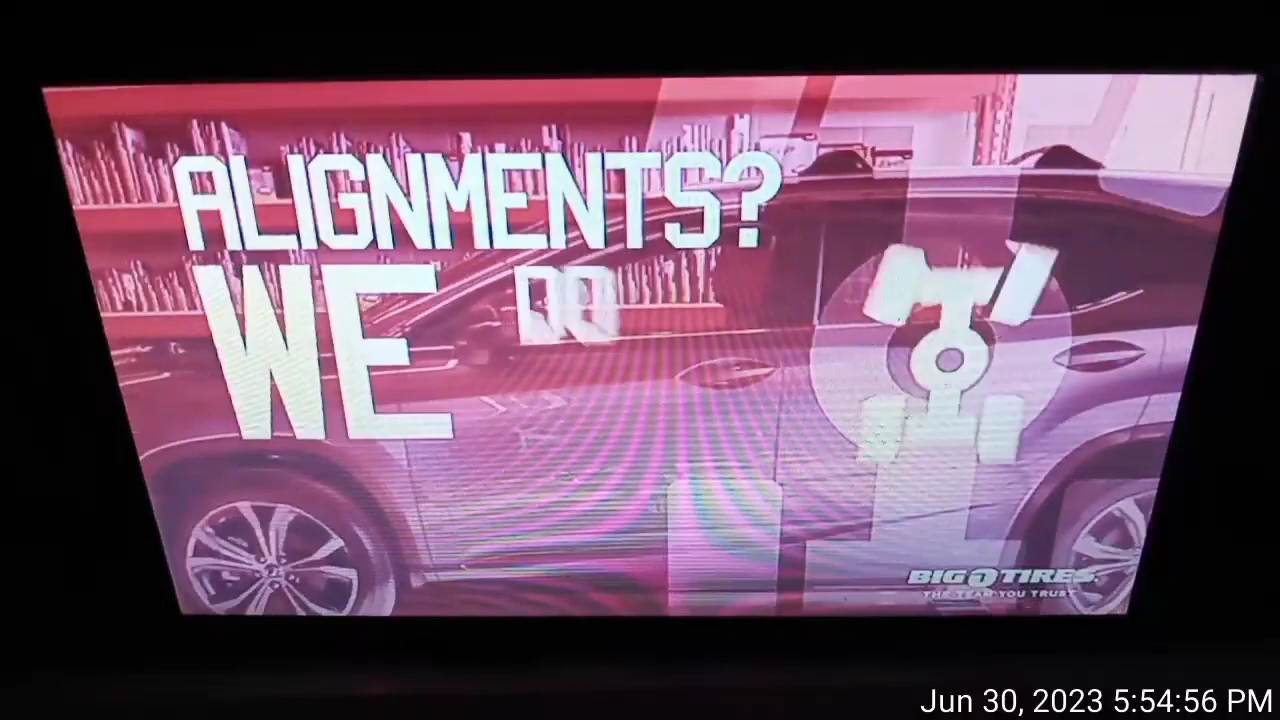 ALIGNMENTS?
WE DO
BIG O TIRES
THE TEAM YOU TRUST
Jun 30, 2023 5:54:56 PM